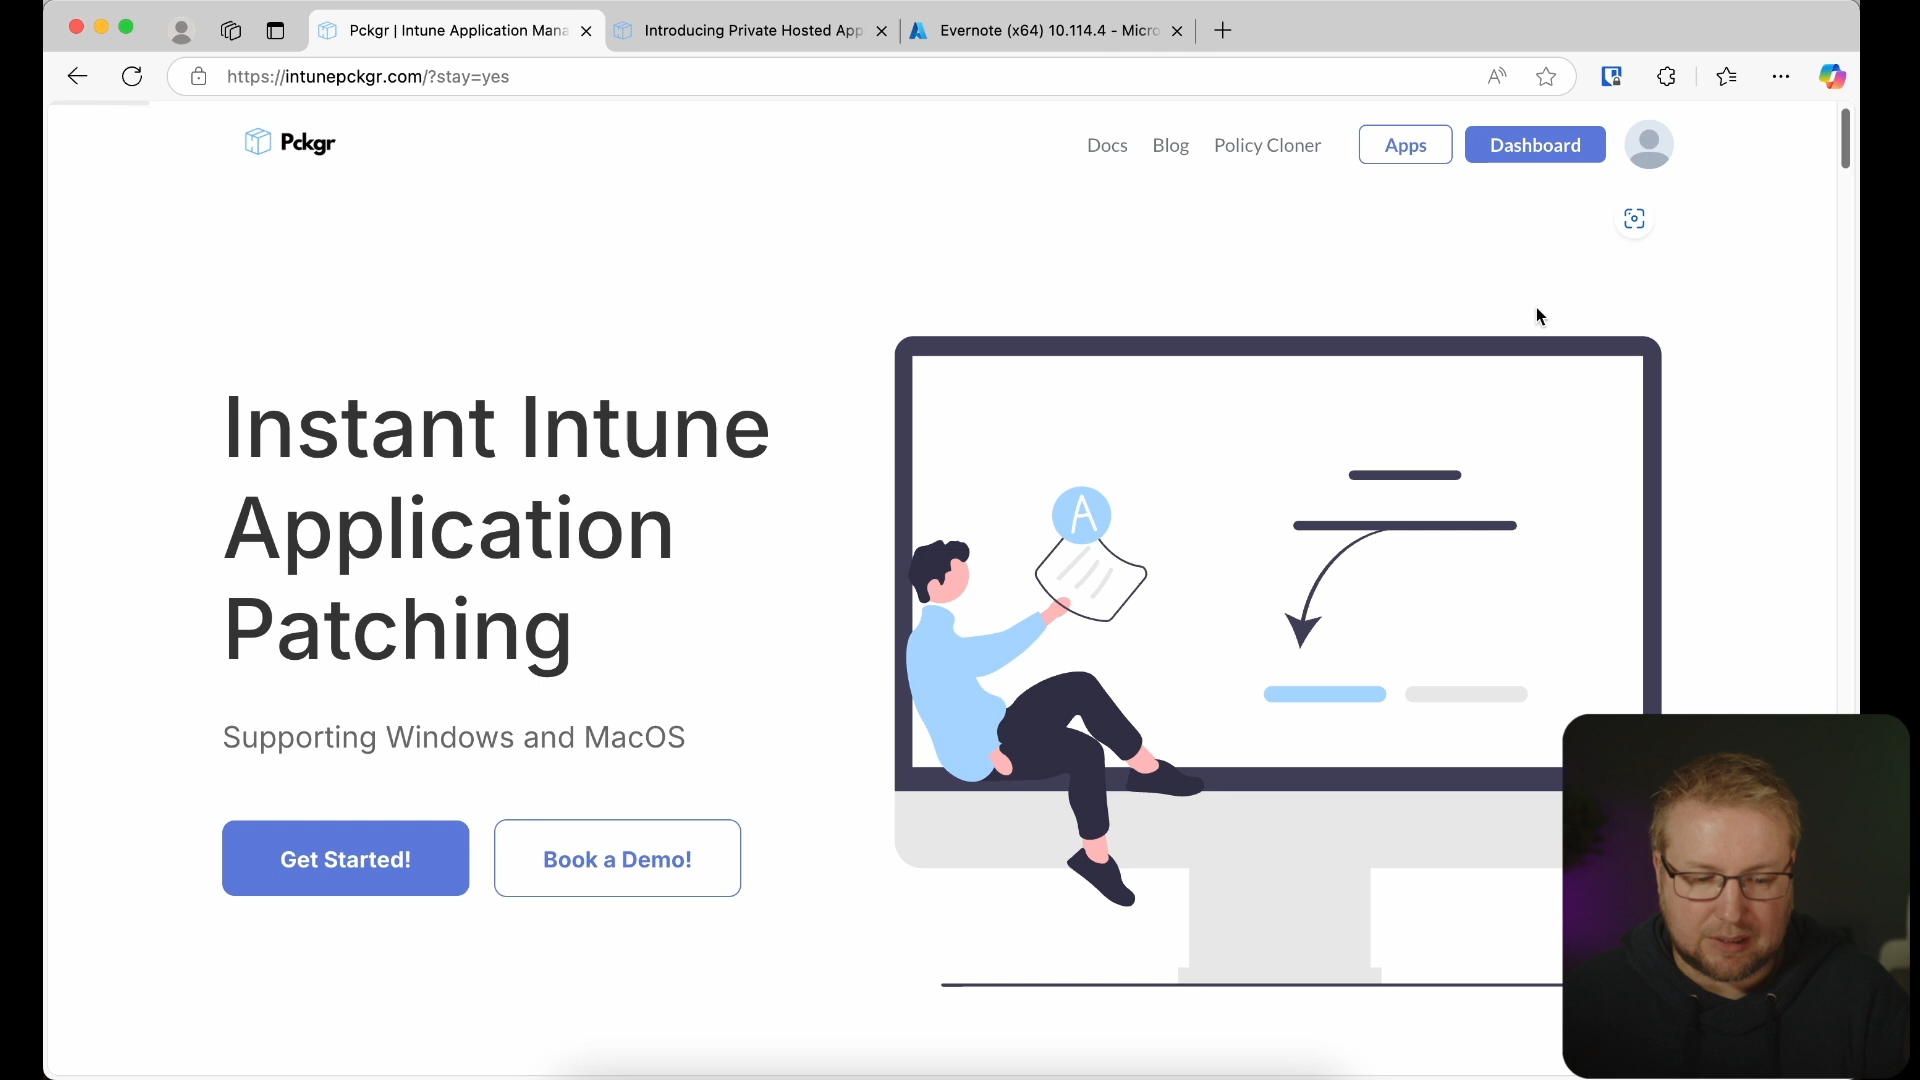 Pckgr | Intune Application Mana
Introducing Private Hosted App
Evernote (x64) 10.114.4 - Micro
https://intunepckgr.com/?stay=yes
Pckgr
Docs
Blog
Policy Cloner
Apps
Dashboard
A
Instant Intune
Application
Patching
Supporting Windows and MacOS
Get Started!
Book a Demo!